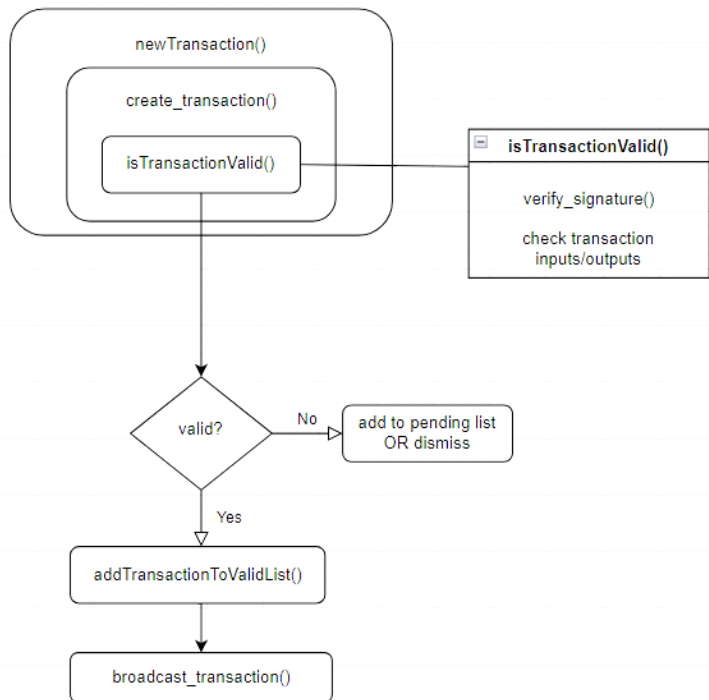 newTransaction()
create_transaction()
isTransactionValid()
isTransactionValid()
verify_signature()
check transaction
inputs/outputs
valid?
No
add to pending list
OR dismiss
Yes
addTransactionToValidList()
broadcast_transaction()